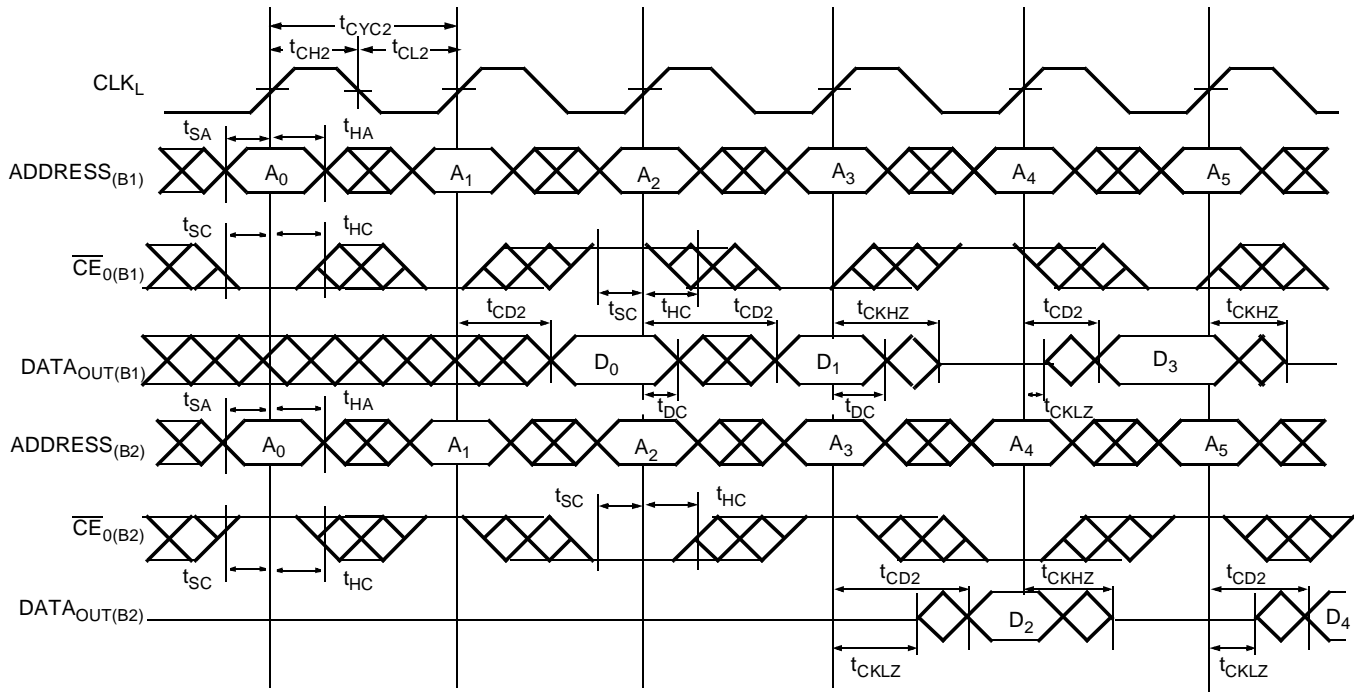 tCYC2
tCH2 tCL2
CLKL
tSA tHA
ADDRESS(B1) A0 A1 A2 A3 A4 A5
tSC tHC
CE0(B1)
tCD2 tSC tHC tCD2 tCKHZ tCD2 tCKHZ
DATAOUT(B1) D0 D1 D3
tSA tHA tDC tDC tCKLZ
ADDRESS(B2) A0 A1 A2 A3 A4 A5
tSC tHC
CE0(B2)
tSC tHC tCD2 tCKHZ tCD2
DATAOUT(B2) D2 D4
tCKLZ tCKLZ